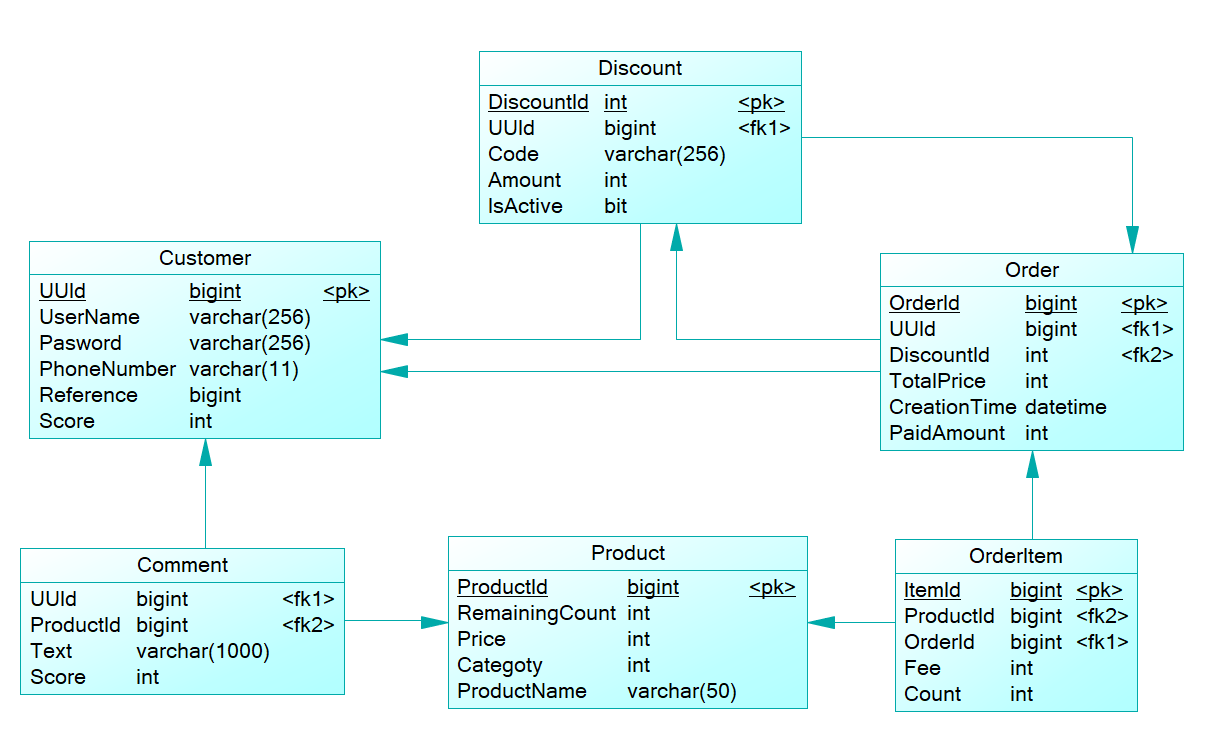 Discount
DiscountId int <pk>
UUId bigint <fk1>
Code varchar(256)
Amount int
IsActive bit
Customer
UUId bigint <pk>
UserName varchar(256)
Pasword varchar(256)
PhoneNumber varchar(11)
Reference bigint
Score int
Order
OrderId bigint <pk>
UUId bigint <fk1>
DiscountId int <fk2>
TotalPrice int
CreationTime datetime
PaidAmount int
Comment
UUId bigint <fk1>
ProductId bigint <fk2>
Text varchar(1000)
Score int
Product
ProductId bigint <pk>
RemainingCount int
Price int
Categoty int
ProductName varchar(50)
OrderItem
ItemId bigint <pk>
ProductId bigint <fk2>
OrderId bigint <fk1>
Fee int
Count int